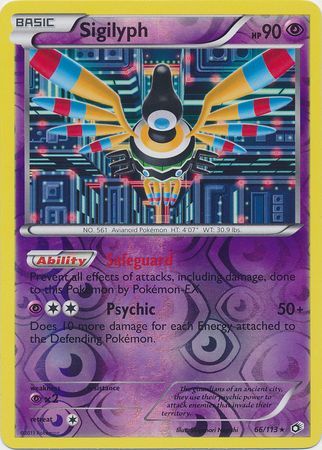 BASIC
Sigilyph
HP 90
NO. 561 Avianoid Pokémon HT: 4'07" WT: 30.9 lbs.
Ability Safeguard
Prevent all effects of attacks, including damage, done
to this Pokémon by Pokémon-EX.
Psychic 50+
Does 10 more damage for each Energy attached to
the Defending Pokémon.
weakness resistance
×2
retreat
The guardians of an ancient city,
they use their psychic power to
attack enemies that invade their
territory.
©2013 Pokémon
Illus.
66/113 ★